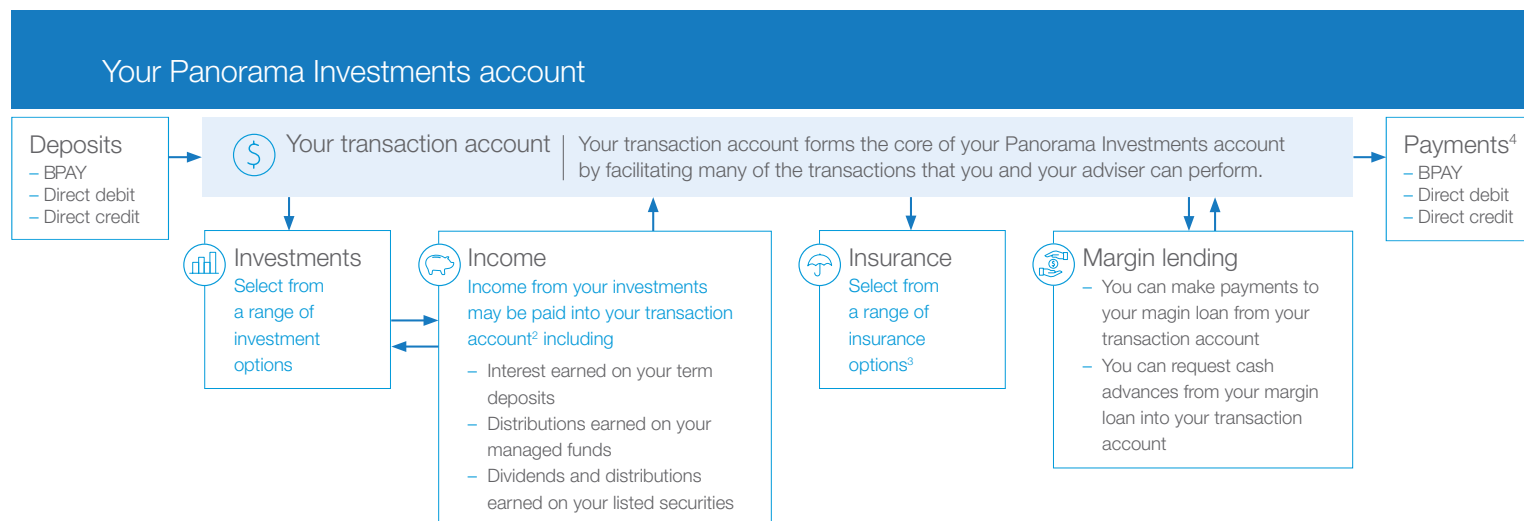 Your Panorama Investments account
Deposits
– BPAY
– Direct debit
– Direct credit
$
Your transaction account
Your transaction account forms the core of your Panorama Investments account
by facilitating many of the transactions that you and your adviser can perform.
Payments⁴
– BPAY
– Direct debit
– Direct credit
Investments
Select from
a range of
investment
options
Income
Income from your investments
may be paid into your transaction
account² including
– Interest earned on your term
deposits
– Distributions earned on your
managed funds
– Dividends and distributions
earned on your listed securities
Insurance
Select from
a range of
insurance
options³
$
Margin lending
– You can make payments to
your magin loan from your
transaction account
– You can request cash
advances from your margin
loan into your transaction
account